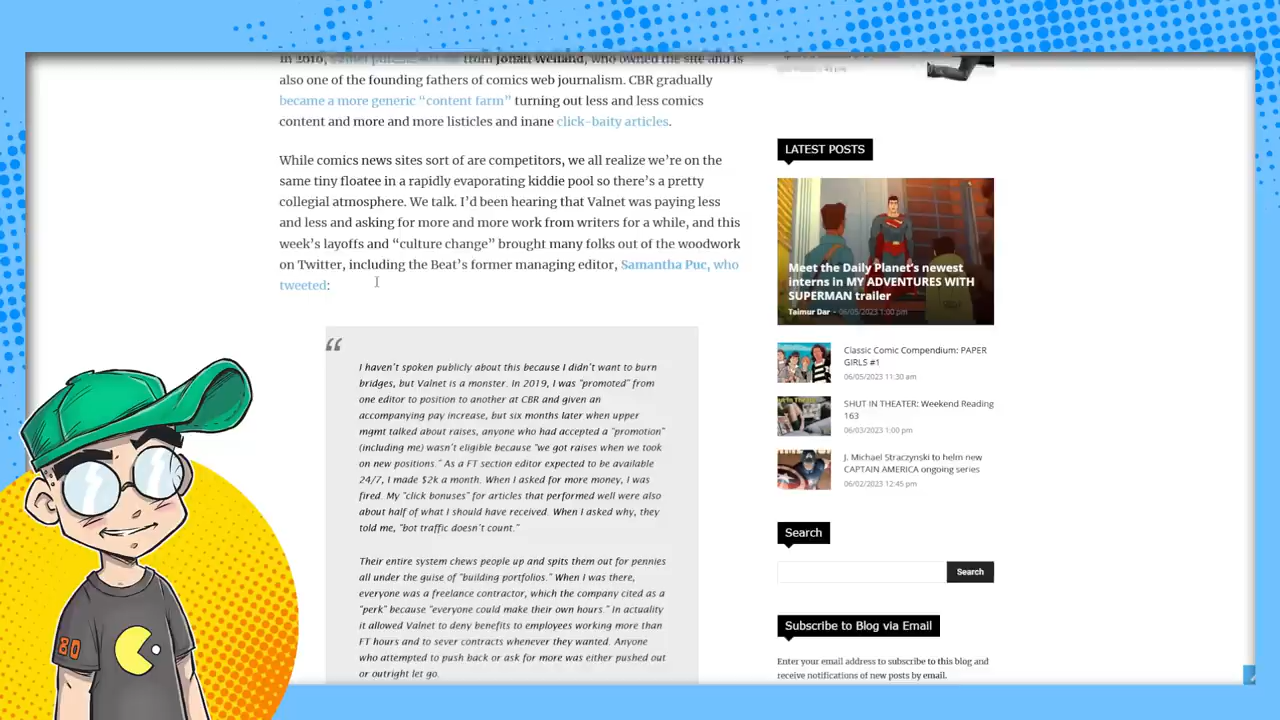 from Jonah Weiland, who owned the site and is
also one of the founding fathers of comics web journalism. CBR gradually
became a more generic “content farm” turning out less and less comics
content and more and more listicles and inane click-baity articles.
While comics news sites sort of are competitors, we all realize we’re on the
same tiny floatee in a rapidly evaporating kiddie pool so there’s a pretty
collegial atmosphere. We talk. I’d been hearing that Valnet was paying less
and less and asking for more and more work from writers for a while, and this
week’s layoffs and “culture change” brought many folks out of the woodwork
on Twitter, including the Beat’s former managing editor, Samantha Puc, who
tweeted:
“
I haven’t spoken publicly about this because I didn’t want to burn
bridges, but Valnet is a monster. In 2019, I was “promoted” from
one editor to position to another at CBR and given an
accompanying pay increase, but six months later when upper
mgmt talked about raises, anyone who had accepted a “promotion”
(including me) wasn’t eligible because “we got raises when we took
on new positions.” As a FT section editor expected to be available
24/7, I made $2k a month. When I asked for more money, I was
fired. My “click bonuses” for articles that performed well were also
about half of what I should have received. When I asked why, they
told me, “bot traffic doesn’t count.”
Their entire system chews people up and spits them out for pennies
all under the guise of “building portfolios.” When I was there,
everyone was a freelance contractor, which the company cited as a
“perk” because “everyone could make their own hours.” In actuality
it allowed Valnet to deny benefits to employees working more than
FT hours and to sever contracts whenever they wanted. Anyone
who attempted to push back or ask for more was either pushed out
or outright let go.
LATEST POSTS
Meet the Daily Planet’s newest
interns in MY ADVENTURES WITH
SUPERMAN trailer
Taimur Dar - 06/05/2023 1:00 pm
Classic Comic Compendium: PAPER
GIRLS #1
06/05/2023 11:30 am
SHUT IN THEATER: Weekend Reading
163
06/03/2023 1:00 pm
J. Michael Straczynski to helm new
CAPTAIN AMERICA ongoing series
06/02/2023 12:45 pm
Search
Search
Subscribe to Blog via Email
Enter your email address to subscribe to this blog and
receive notifications of new posts by email.
80